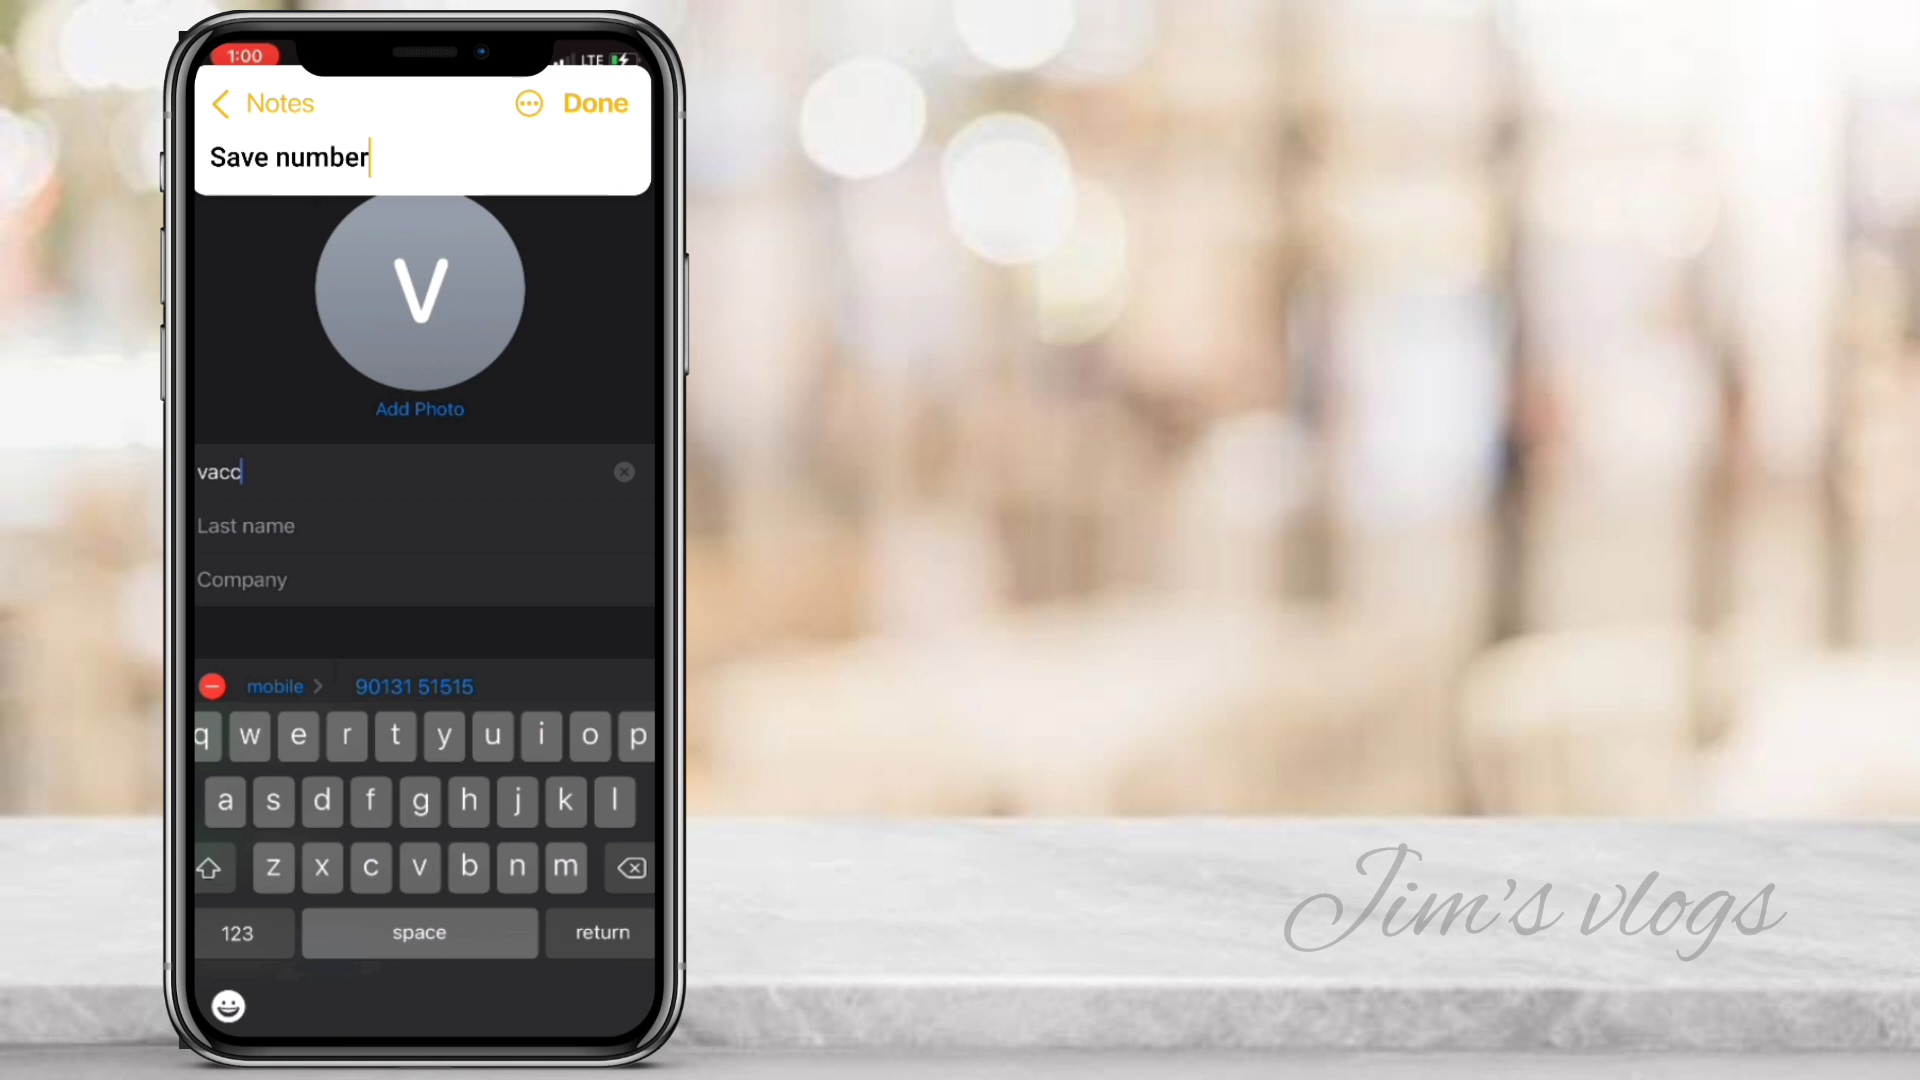 1:00
LTE
Notes
Done
Save number
V
Add Photo
vacc
Last name
Company
mobile
90131 51515
q w e r t y u i o p
a s d f g h j k l
z x c v b n m
123
space
return
Jim's vlogs